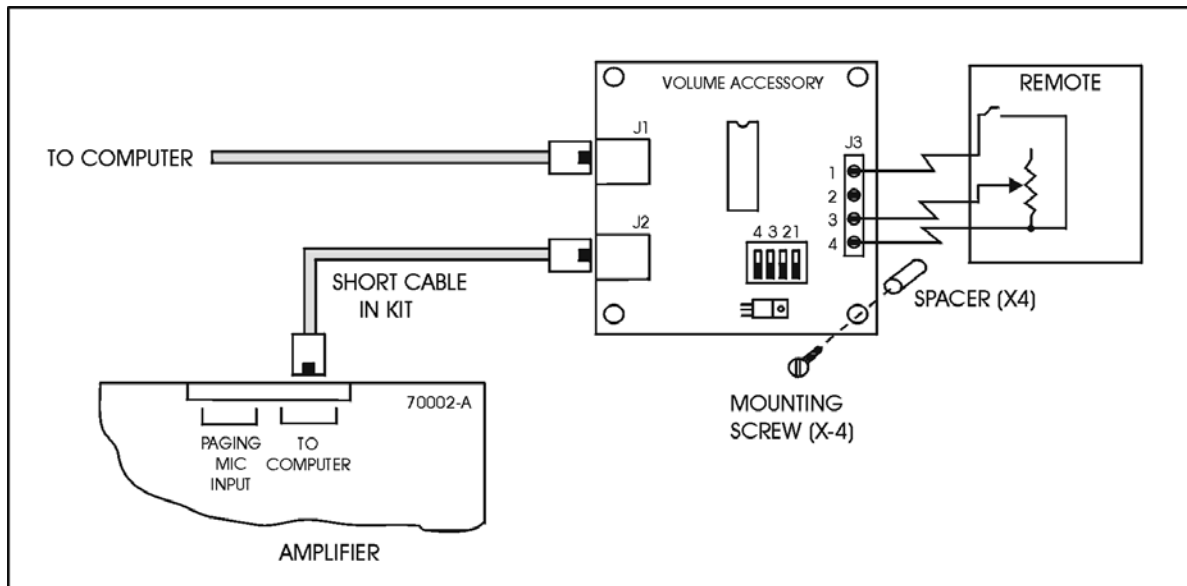 VOLUME ACCESSORY
REMOTE
TO COMPUTER
J1
J3
1
2
3
4
J2
4 3 2 1
SHORT CABLE
IN KIT
SPACER (X4)
MOUNTING
SCREW (X-4)
70002-A
PAGING
MIC
INPUT
TO
COMPUTER
AMPLIFIER